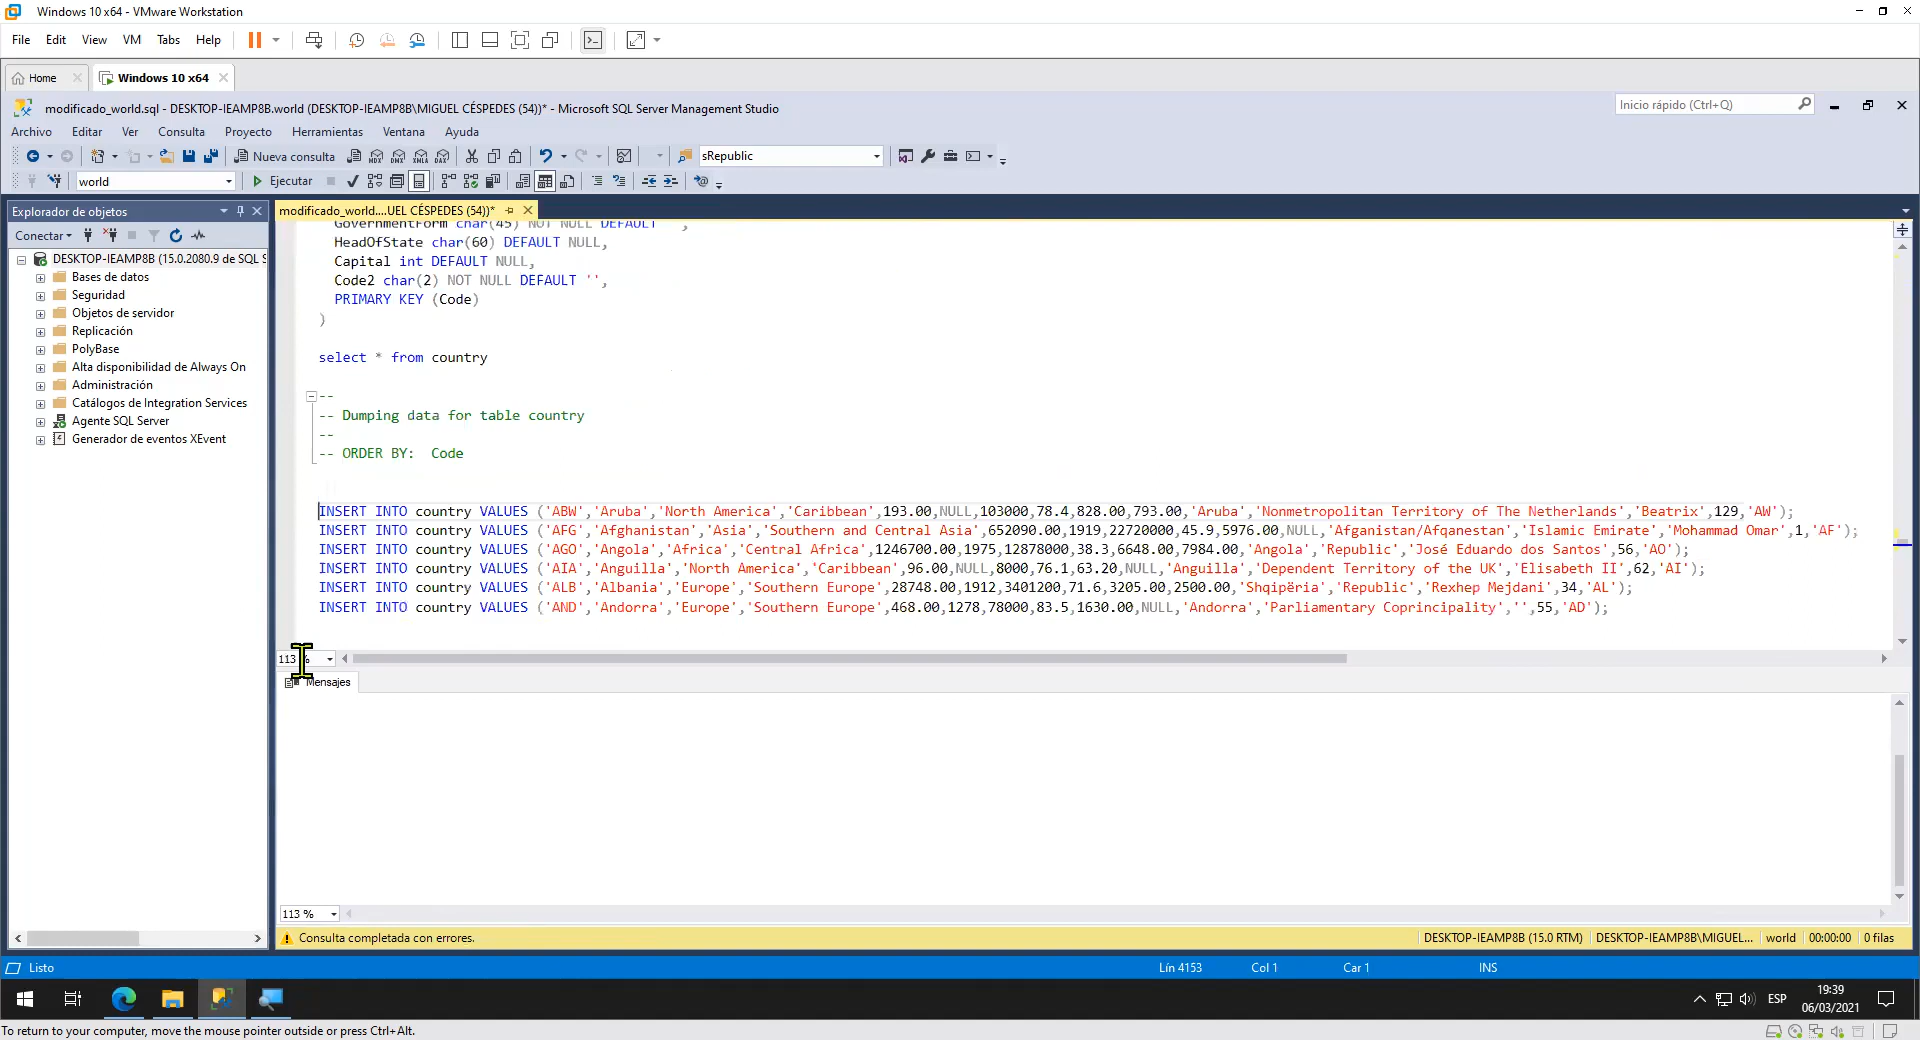 Windows 10 x64 - VMware Workstation
File Edit View VM Tabs Help
Home Windows 10 x64
modificado_world.sql - DESKTOP-IEAMP8B.world (DESKTOP-IEAMP8B\MIGUEL CÉSPEDES (54))* - Microsoft SQL Server Management Studio
Inicio rápido (Ctrl+Q)
Archivo Editar Ver Consulta Proyecto Herramientas Ventana Ayuda
Nueva consulta MDX DMX XMLA DAX sRepublic
world Ejecutar
Explorador de objetos
modificado_world....UEL CÉSPEDES (54))*
Conectar
DESKTOP-IEAMP8B (15.0.2080.9 de SQL S
Bases de datos
Seguridad
Objetos de servidor
Replicación
PolyBase
Alta disponibilidad de Always On
Administración
Catálogos de Integration Services
Agente SQL Server
Generador de eventos XEvent
GovernmentForm char(45) NOT NULL DEFAULT '',
HeadOfState char(60) DEFAULT NULL,
Capital int DEFAULT NULL,
Code2 char(2) NOT NULL DEFAULT '',
PRIMARY KEY (Code)
)
select * from country
--
-- Dumping data for table country
--
-- ORDER BY:  Code
INSERT INTO country VALUES ('ABW','Aruba','North America','Caribbean',193.00,NULL,103000,78.4,828.00,793.00,'Aruba','Nonmetropolitan Territory of The Netherlands','Beatrix',129,'AW');
INSERT INTO country VALUES ('AFG','Afghanistan','Asia','Southern and Central Asia',652090.00,1919,22720000,45.9,5976.00,NULL,'Afganistan/Afqanestan','Islamic Emirate','Mohammad Omar',1,'AF');
INSERT INTO country VALUES ('AGO','Angola','Africa','Central Africa',1246700.00,1975,12878000,38.3,6648.00,7984.00,'Angola','Republic','José Eduardo dos Santos',56,'AO');
INSERT INTO country VALUES ('AIA','Anguilla','North America','Caribbean',96.00,NULL,8000,76.1,63.20,NULL,'Anguilla','Dependent Territory of the UK','Elisabeth II',62,'AI');
INSERT INTO country VALUES ('ALB','Albania','Europe','Southern Europe',28748.00,1912,3401200,71.6,3205.00,2500.00,'Shqipëria','Republic','Rexhep Mejdani',34,'AL');
INSERT INTO country VALUES ('AND','Andorra','Europe','Southern Europe',468.00,1278,78000,83.5,1630.00,NULL,'Andorra','Parliamentary Coprincipality','',55,'AD');
113 %
Mensajes
113 %
Consulta completada con errores.
DESKTOP-IEAMP8B (15.0 RTM) DESKTOP-IEAMP8B\MIGUEL... world 00:00:00 0 filas
Listo Lín 4153 Col 1 Car 1 INS
ESP 19:39
06/03/2021
To return to your computer, move the mouse pointer outside or press Ctrl+Alt.